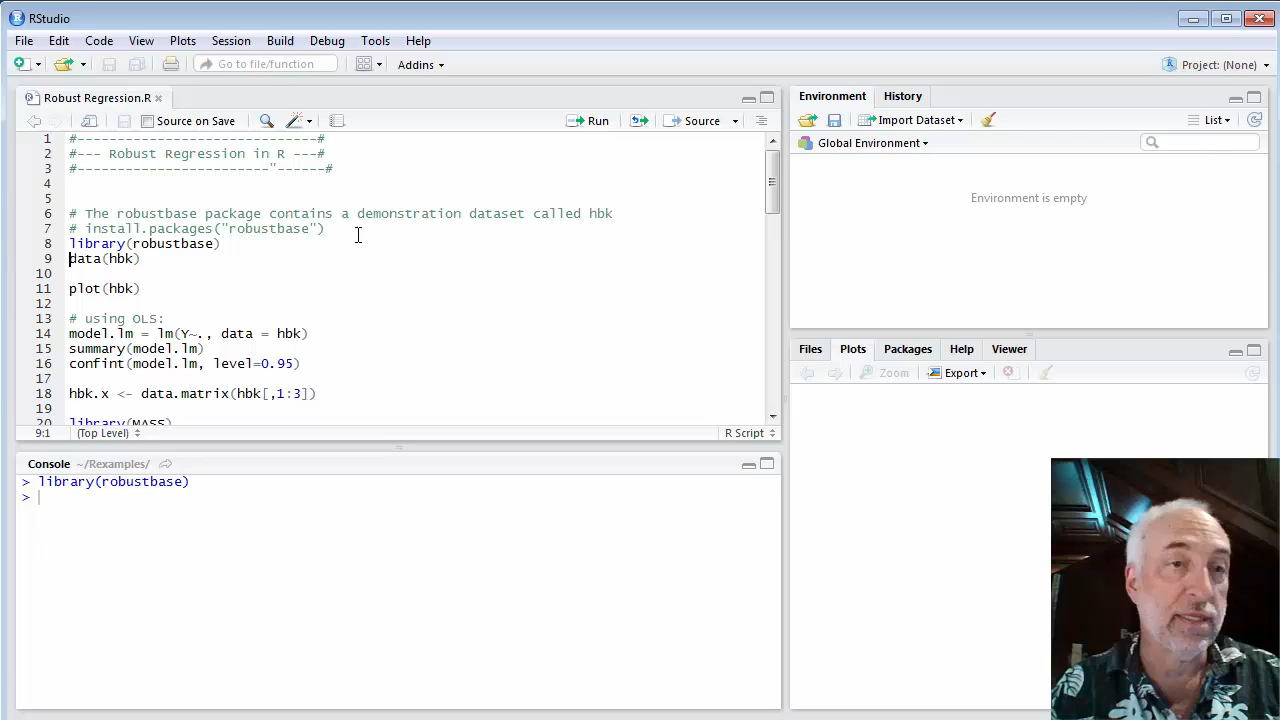 RStudio
File Edit Code View Plots Session Build Debug Tools Help
Go to file/function Addins Project: (None)
Robust Regression.R
Source on Save Run Source
1 #------------------------------#
2 #--- Robust Regression in R ---#
3 #------------------------"------#
4
5
6 # The robustbase package contains a demonstration dataset called hbk
7 # install.packages("robustbase")
8 library(robustbase)
9 data(hbk)
10
11 plot(hbk)
12
13 # using OLS:
14 model.lm = lm(Y~., data = hbk)
15 summary(model.lm)
16 confint(model.lm, level=0.95)
17
18 hbk.x <- data.matrix(hbk[,1:3])
19
20 library(MASS)
9:1 (Top Level) R Script
Console ~/Rexamples/
> library(robustbase)
>
Environment History
Import Dataset List
Global Environment
Environment is empty
Files Plots Packages Help Viewer
Zoom Export